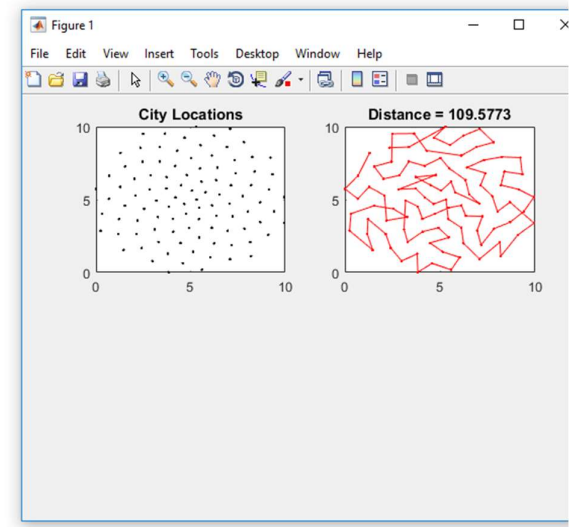 Figure 1
File Edit View Insert Tools Desktop Window Help
City Locations
Distance = 109.5773
10
5
0
0 5 10
10
5
0
0 5 10